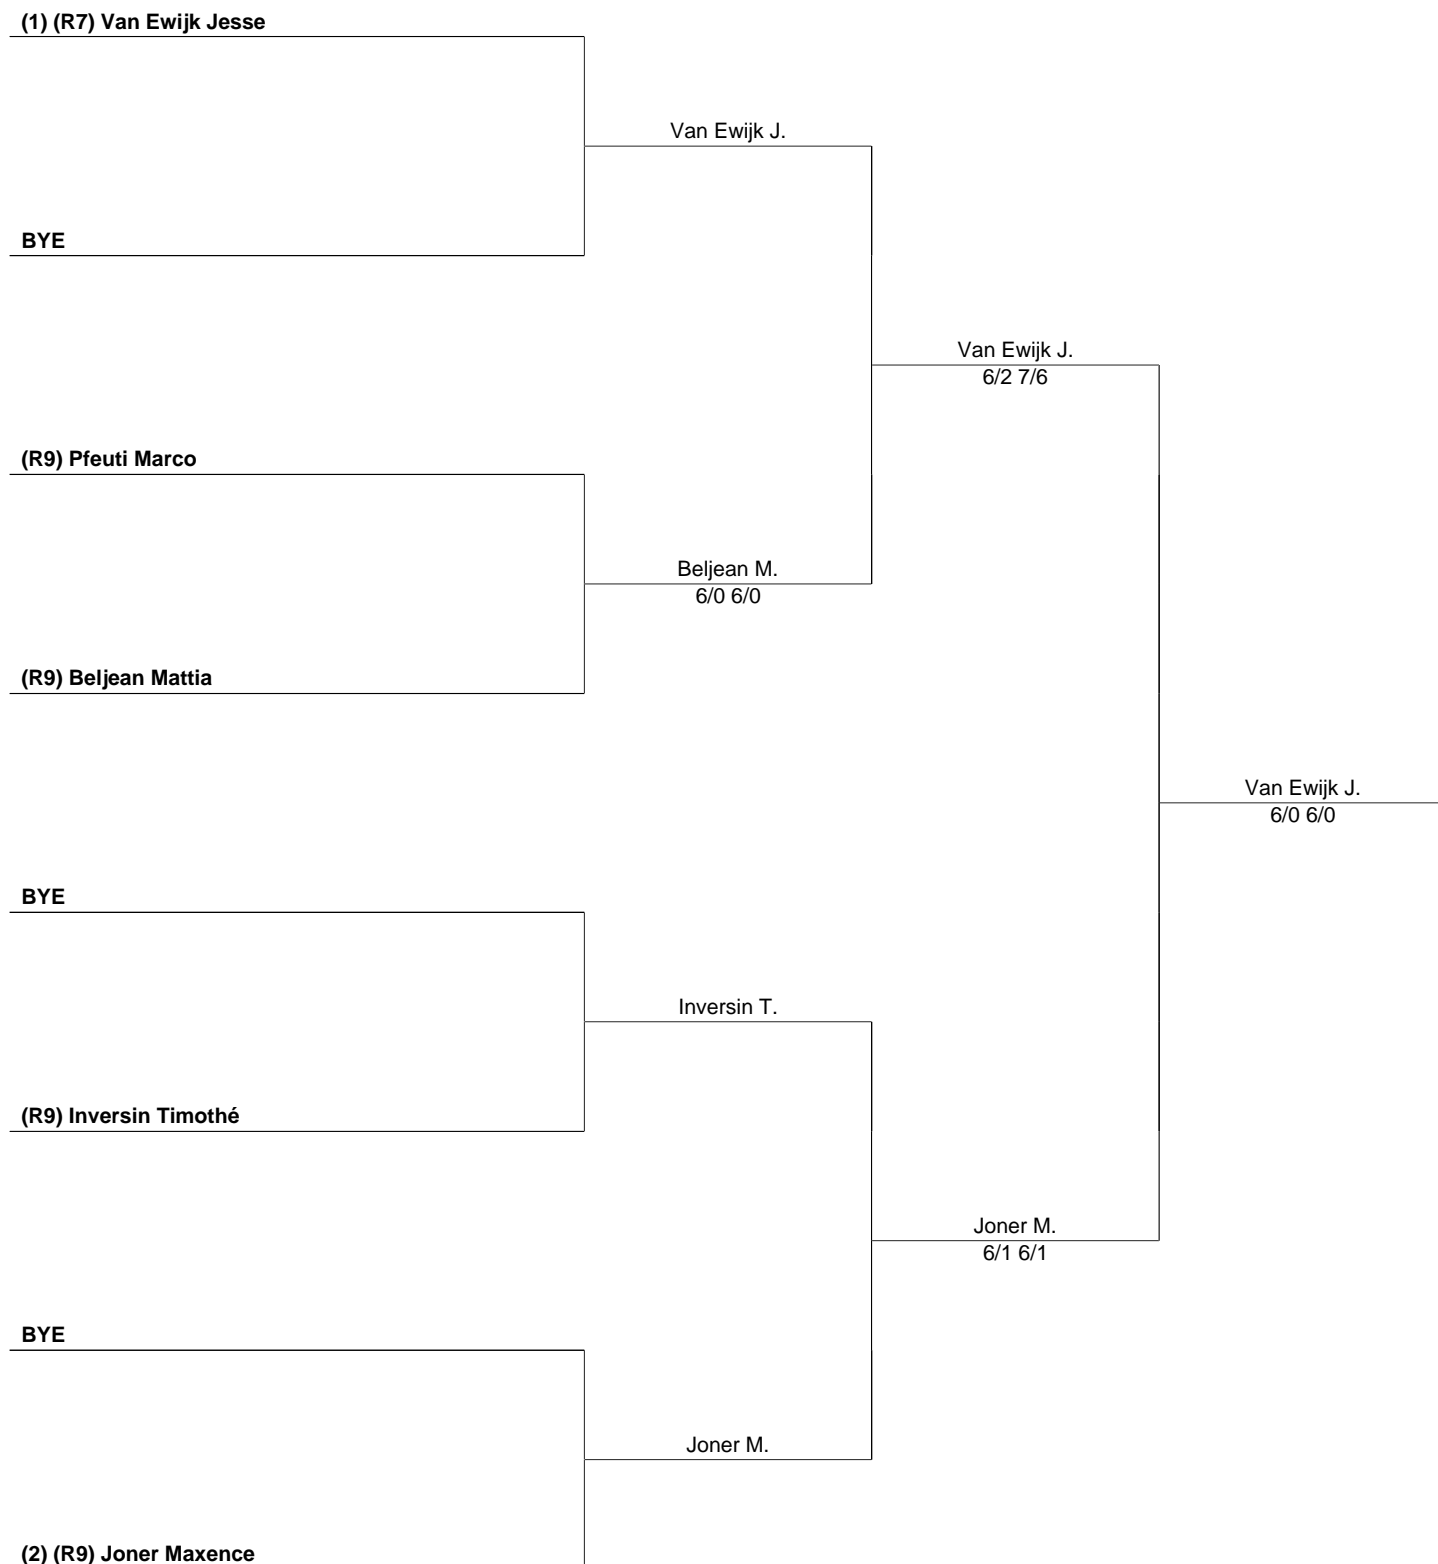 (1) (R7) Van Ewijk Jesse
Van Ewijk J.
BYE
Van Ewijk J.
6/2 7/6
(R9) Pfeuti Marco
Beljean M.
6/0 6/0
(R9) Beljean Mattia
Van Ewijk J.
6/0 6/0
BYE
Inversin T.
(R9) Inversin Timothé
Joner M.
6/1 6/1
BYE
Joner M.
(2) (R9) Joner Maxence